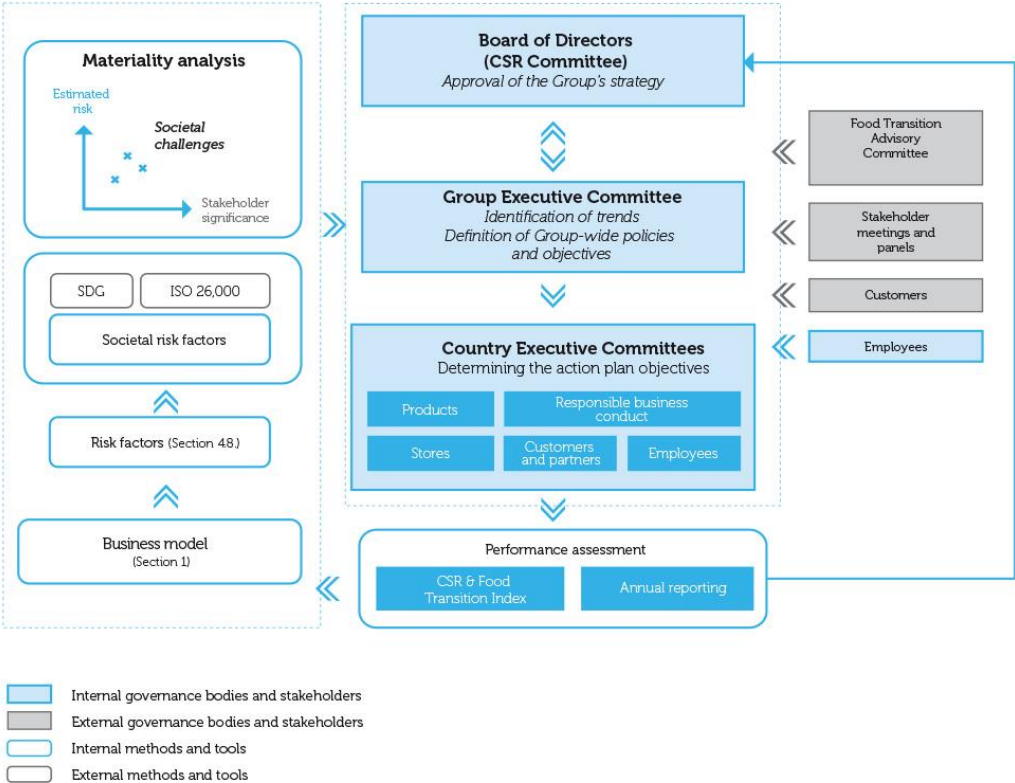 Materiality analysis
Estimated
risk
Societal
challenges
Stakeholder
significance
SDG
ISO 26,000
Societal risk factors
Risk factors (Section 4.8.)
Business model
(Section 1)
Board of Directors
(CSR Committee)
Approval of the Group's strategy
Group Executive Committee
Identification of trends
Definition of Group-wide policies
and objectives
Country Executive Committees
Determining the action plan objectives
Products
Responsible business
conduct
Stores
Customers
and partners
Employees
Performance assessment
CSR & Food
Transition Index
Annual reporting
Food Transition
Advisory
Committee
Stakeholder
meetings and
panels
Customers
Employees
Internal governance bodies and stakeholders
External governance bodies and stakeholders
Internal methods and tools
External methods and tools